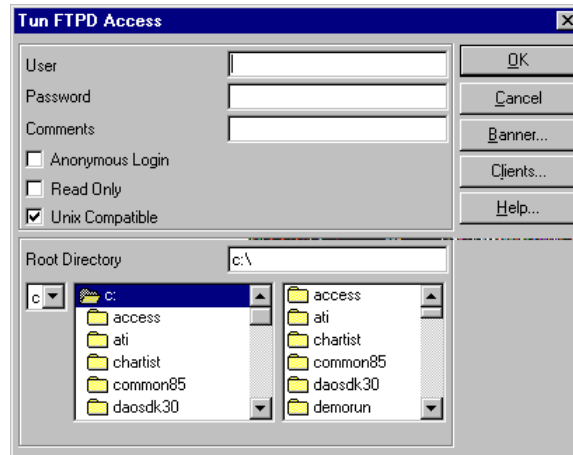 Tun FTPD Access
User
Password
Comments
Anonymous Login
Read Only
Unix Compatible
OK
Cancel
Banner...
Clients...
Help...
Root Directory
c:\
c
c:
access
ati
chartist
common85
daosdk30
access
ati
chartist
common85
daosdk30
demorun